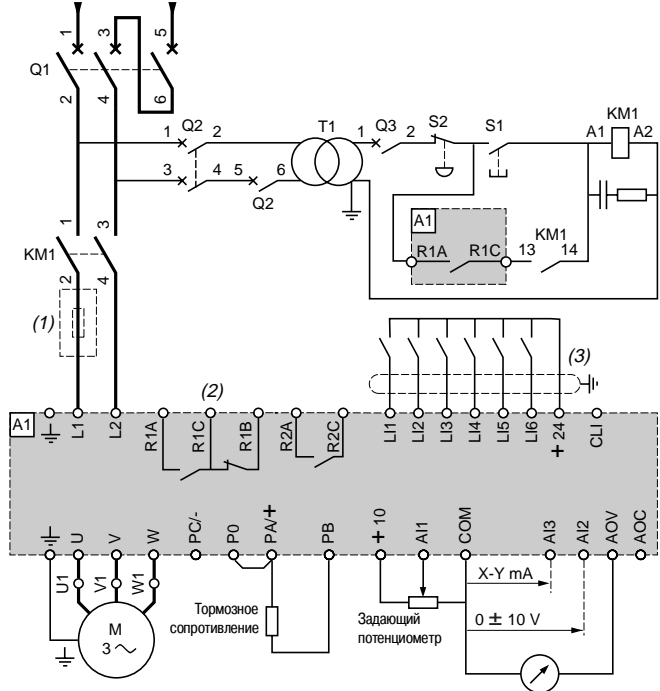 1 3 5
Q1
2 4 6
1 Q2 2 T1 1 Q3 2 S2 S1 KM1
A1 A2
3 4 5 6
Q2
A1
R1A R1C 13 KM1 14
1 3
KM1
2 4
(1)
(2)
(3)
A1
L1 L2 R1A R1C R1B R2A R2C LI1 LI2 LI3 LI4 LI5 LI6 +24 CLI
U V W PC/- P0 PA/+ PB +10 AI1 COM AI3 AI2 AOV AOC
U1 V1 W1
X-Y mA
M
3 ~
Тормозное
сопротивление
Задающий
потенциометр
0 ± 10 V